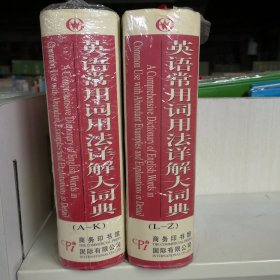 英语常用词用法详解大词典
A Comprehensive Dictionary of English Words in
Common Use with Abundant Examples and Explanations in Detail
(A-K)
商务印书馆
国际有限公司
英语常用词用法详解大词典
A Comprehensive Dictionary of English Words in
Common Use with Abundant Examples and Explanations in Detail
(L-Z)
商务印书馆
国际有限公司